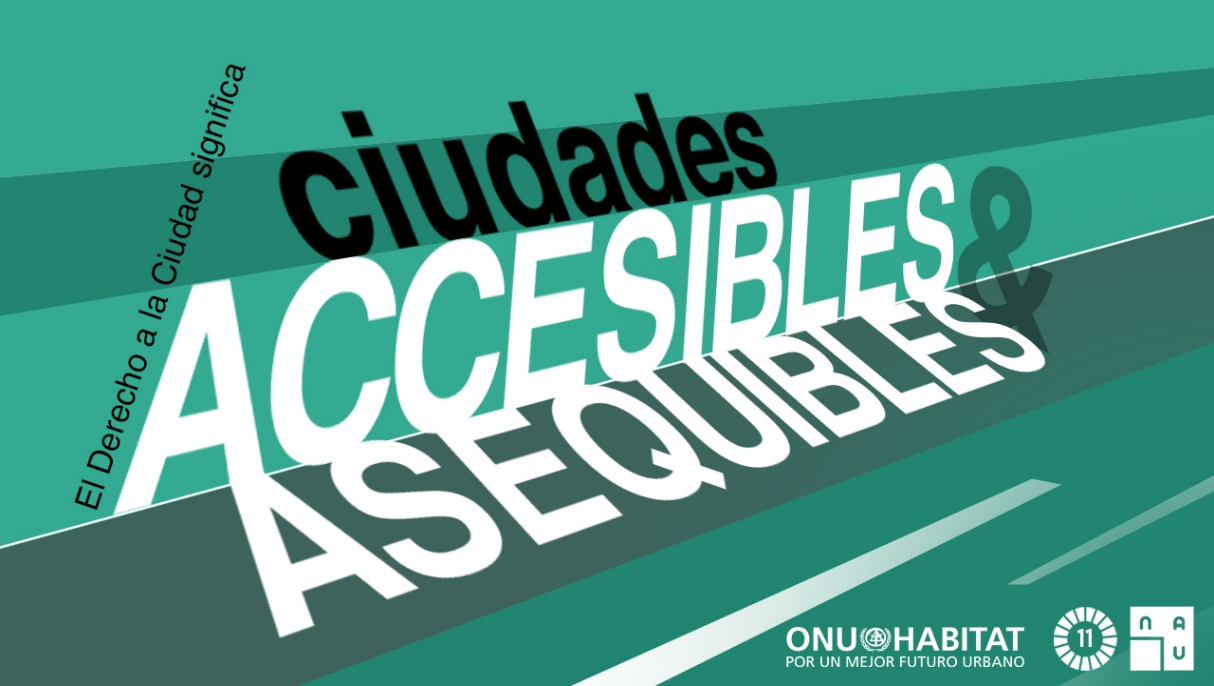 El Derecho a la Ciudad significa
ciudades
ACCESIBLES &
ASEQUIBLES
ONU HABITAT
POR UN MEJOR FUTURO URBANO
11
N A
U